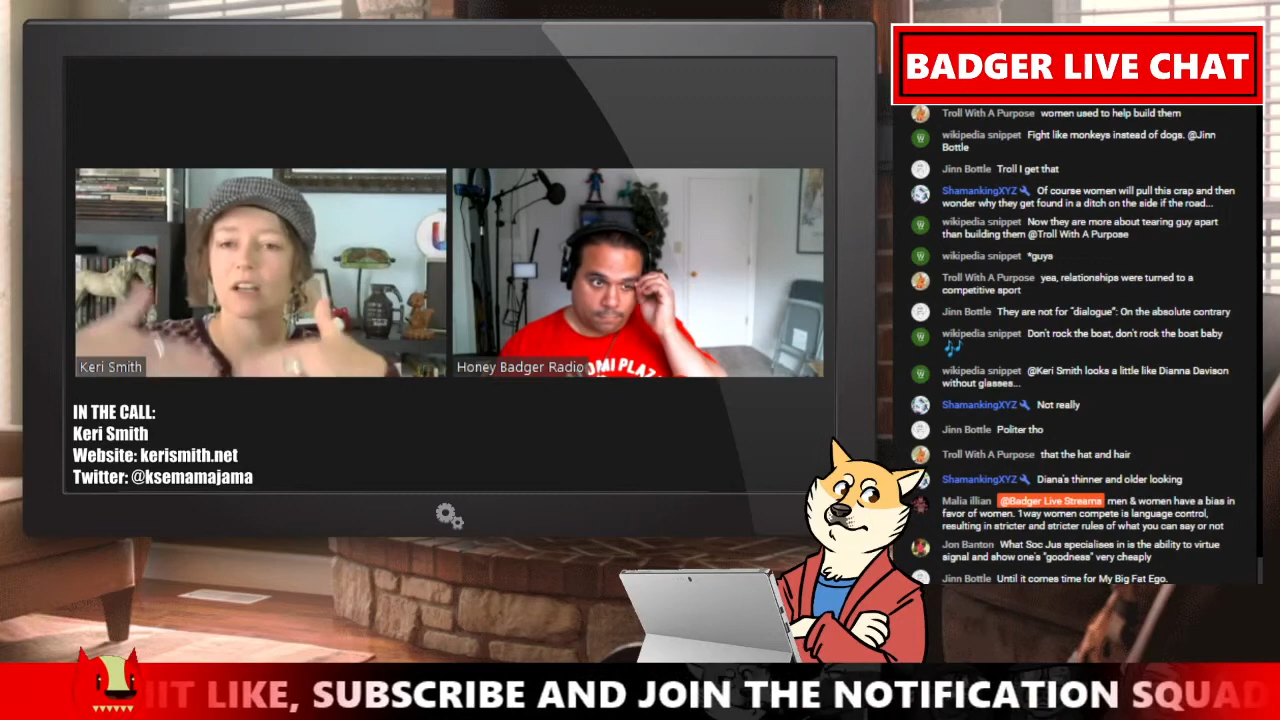 BADGER LIVE CHAT
Troll With A Purpose women used to help build them
wikipedia snippet Fight like monkeys instead of dogs. @Jinn
Bottle
Jinn Bottle Troll I get that
ShamankingXYZ Of course women will pull this crap and then
wonder why they get found in a ditch on the side if the road...
wikipedia snippet Now they are more about tearing guy apart
than building them @Troll With A Purpose
wikipedia snippet *guys
Troll With A Purpose yea, relationships were turned to a
competitive sport
Jinn Bottle They are not for "dialogue": On the absolute contrary
wikipedia snippet Don't rock the boat, don't rock the boat baby
🎶
wikipedia snippet @Keri Smith looks a little like Dianna Davison
without glasses...
ShamankingXYZ Not really
Jinn Bottle Politer tho
Troll With A Purpose that the hat and hair
ShamankingXYZ Diana's thinner and older looking
Malia illian @Badger Live Streams men & women have a bias in
favor of women. 1way women compete is language control,
resulting in stricter and stricter rules of what you can say or not
Jon Banton What Soc Jus specialises in is the ability to virtue
signal and show one's "goodness" very cheaply
Jinn Bottle Until it comes time for My Big Fat Ego.
Keri Smith
Honey Badger Radio
UMI PLAZ
IN THE CALL:
Keri Smith
Website: kerismith.net
Twitter: @ksemamajama
HIT LIKE, SUBSCRIBE AND JOIN THE NOTIFICATION SQUAD